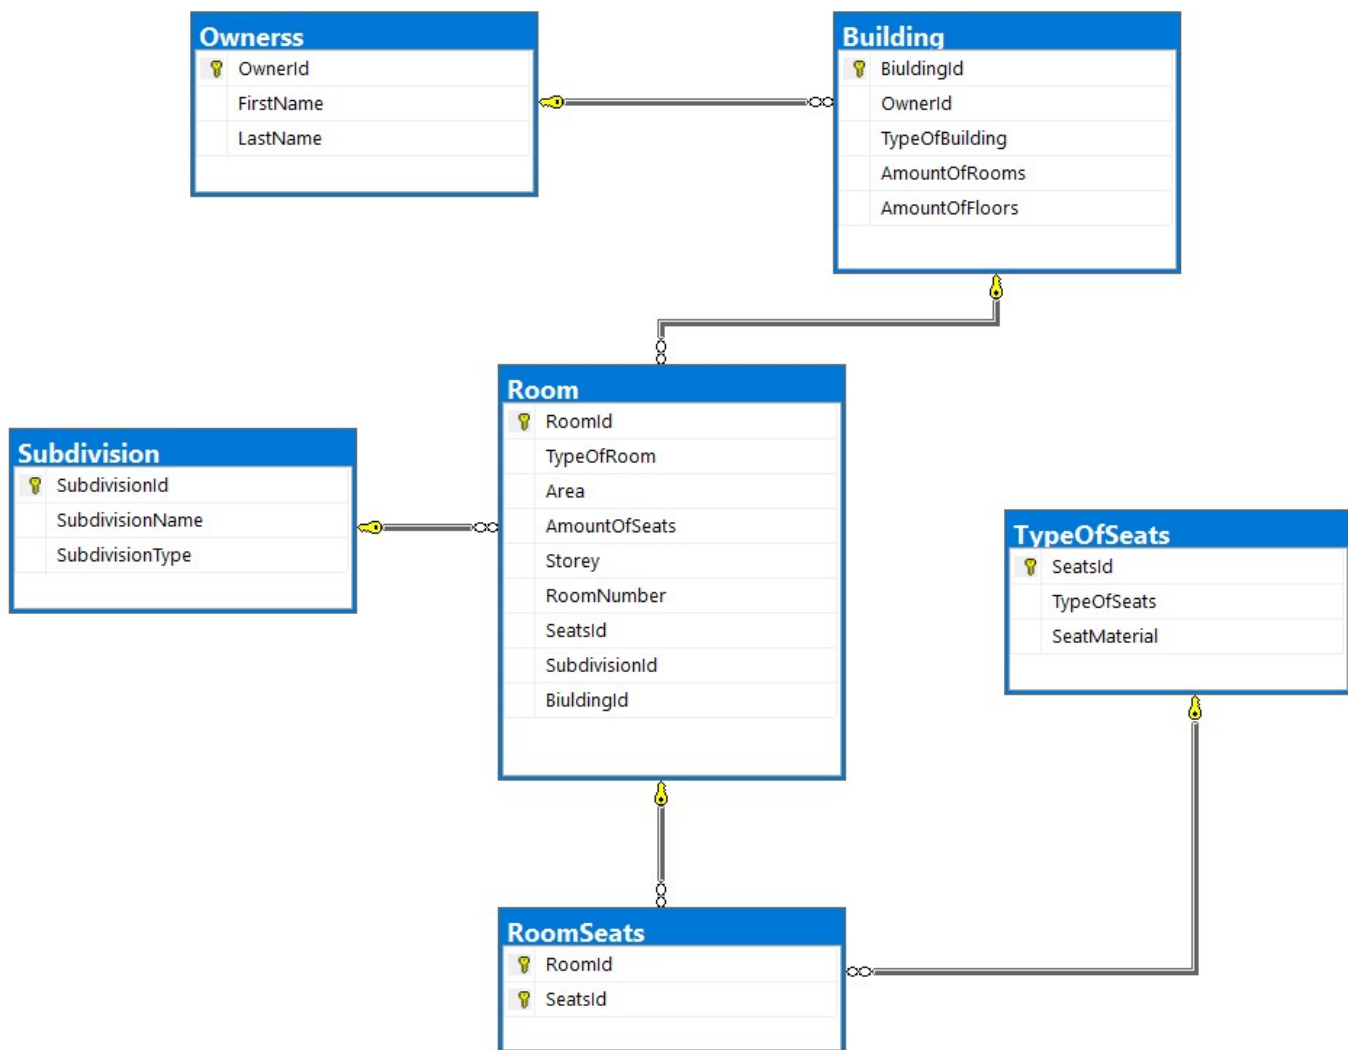 Ownerss
OwnerId
FirstName
LastName
Building
BiuldingId
OwnerId
TypeOfBuilding
AmountOfRooms
AmountOfFloors
Room
RoomId
TypeOfRoom
Area
AmountOfSeats
Storey
RoomNumber
SeatsId
SubdivisionId
BiuldingId
Subdivision
SubdivisionId
SubdivisionName
SubdivisionType
TypeOfSeats
SeatsId
TypeOfSeats
SeatMaterial
RoomSeats
RoomId
SeatsId